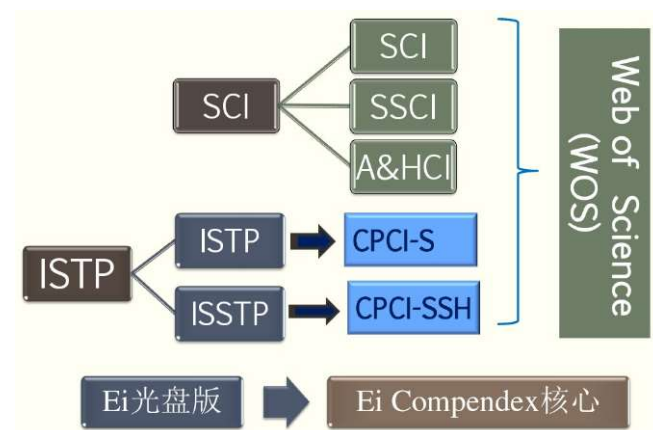 SCI
SCI
SSCI
A&HCI
Web of Science
(WOS)
ISTP
ISTP
CPCI-S
ISSTP
CPCI-SSH
Ei光盘版
Ei Compendex核心